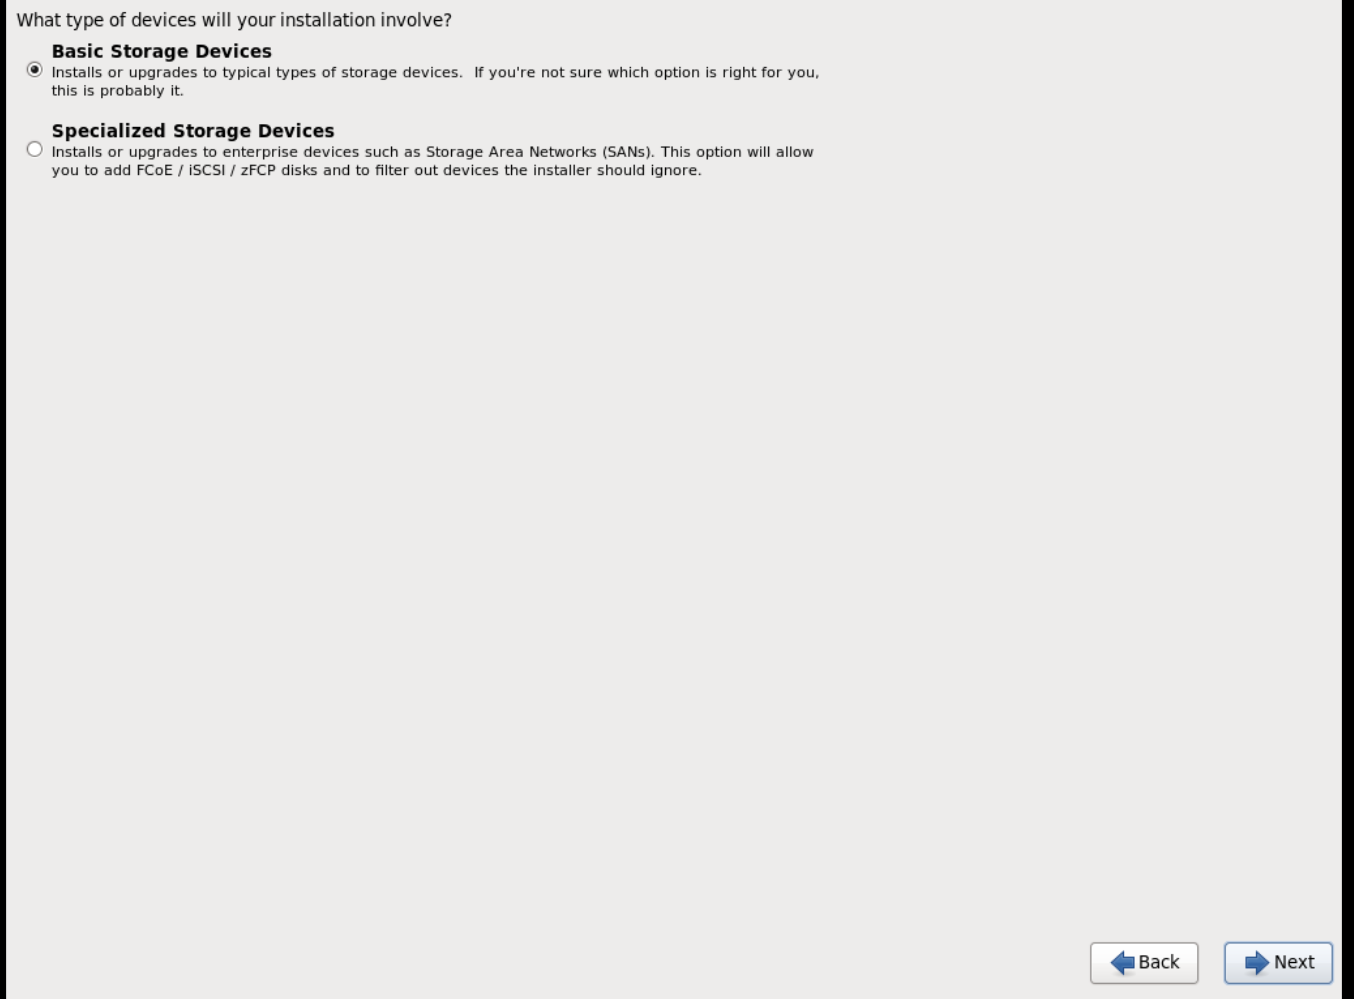 What type of devices will your installation involve?
Basic Storage Devices
Installs or upgrades to typical types of storage devices.  If you're not sure which option is right for you,
this is probably it.
Specialized Storage Devices
Installs or upgrades to enterprise devices such as Storage Area Networks (SANs). This option will allow
you to add FCoE / iSCSI / zFCP disks and to filter out devices the installer should ignore.
Back
Next